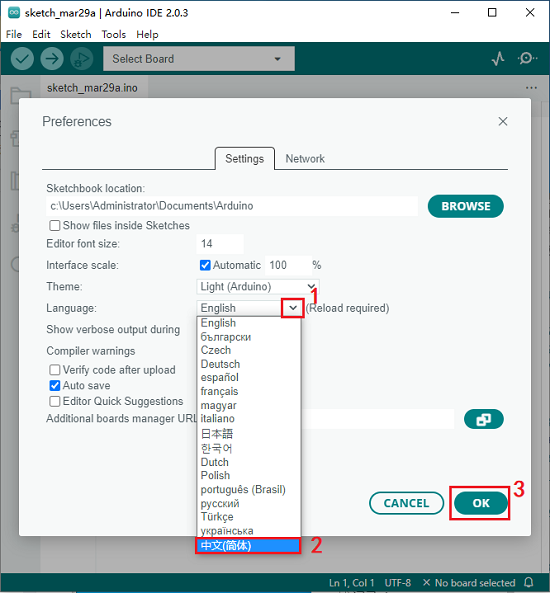 sketch_mar29a | Arduino IDE 2.0.3
File Edit Sketch Tools Help
Select Board
sketch_mar29a.ino
Preferences
Settings Network
Sketchbook location:
c:\Users\Administrator\Documents\Arduino BROWSE
Show files inside Sketches
Editor font size: 14
Interface scale: Automatic 100 %
Theme: Light (Arduino)
1
Language: English (Reload required)
English
Show verbose output during
български
Compiler warnings
Czech
Verify code after upload
Deutsch
Auto save
español
Editor Quick Suggestions
français
magyar
Additional boards manager URL
italiano
日本語
한국어
Dutch
Polish
português (Brasil)
русский
Türkçe
українська
中文(简体) 2
CANCEL OK 3
Ln 1, Col 1 UTF-8 No board selected